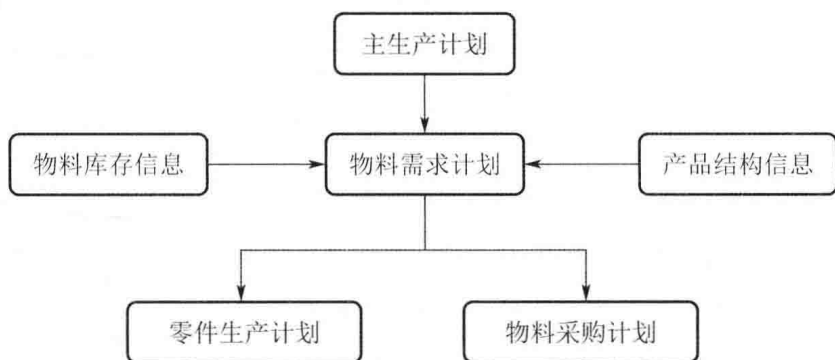 主生产计划
物料库存信息
物料需求计划
产品结构信息
零件生产计划
物料采购计划